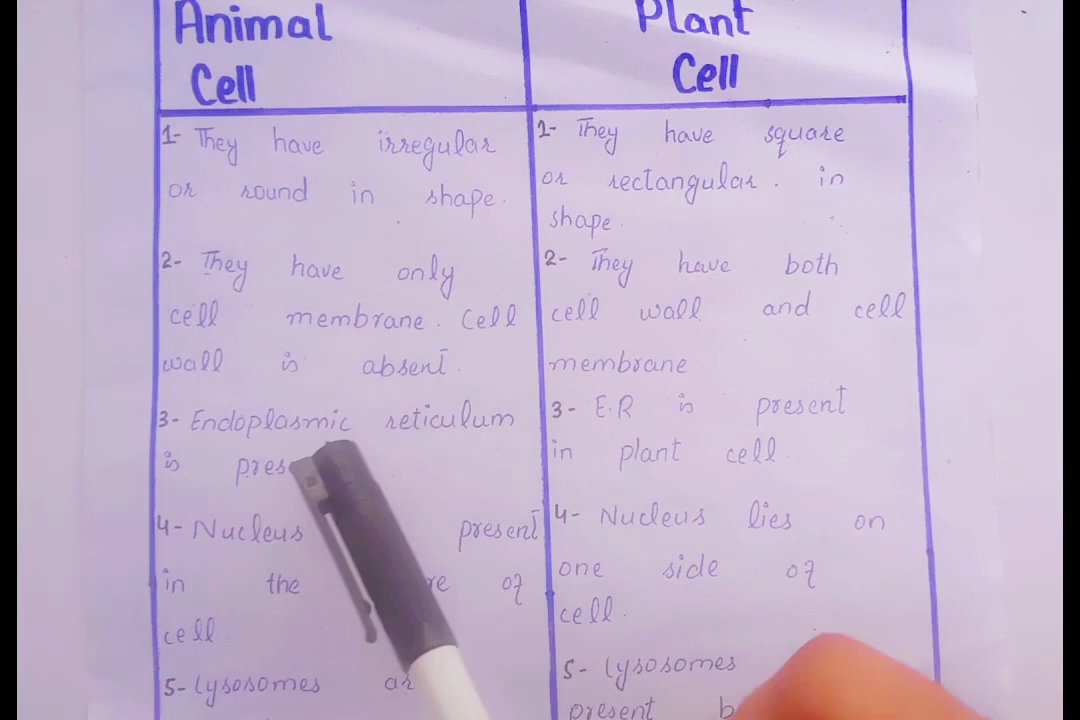 Animal
Cell
1- They have irregular
or round in shape.
2- They have only
cell membrane. Cell
wall is absent.
3- Endoplasmic reticulum
is
4- Nucleus present
in the of
cell
5- Lysosomes
Plant
Cell
1- They have square
or rectangular. in
shape.
2- They have both
cell wall and cell
membrane
3- E.R is present
in plant cell.
4- Nucleus lies on
one side of
cell.
5- Lysosomes
present